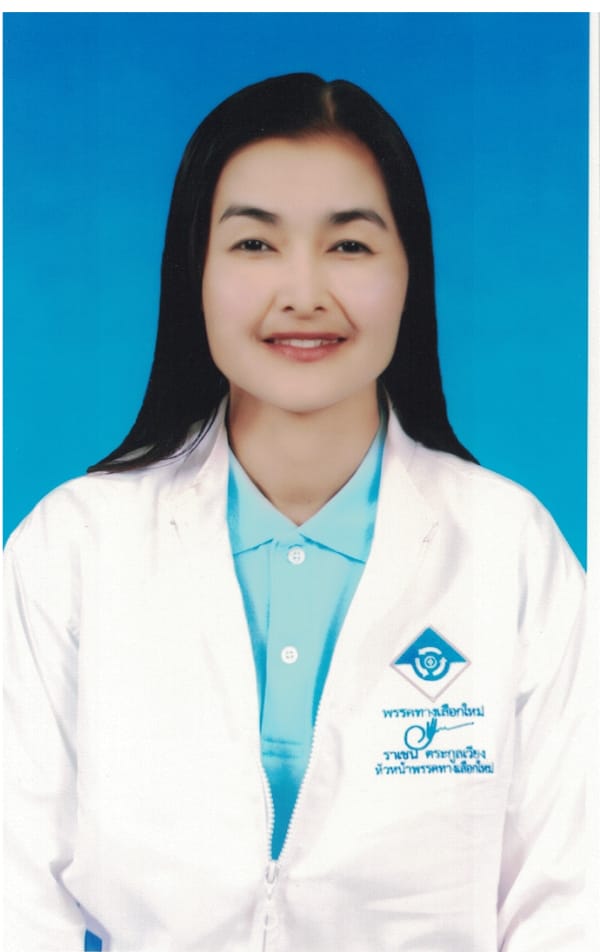 พรรคทางเลือกใหม่
ราเชน ตระกูลเวียง
หัวหน้าพรรคทางเลือกใหม่